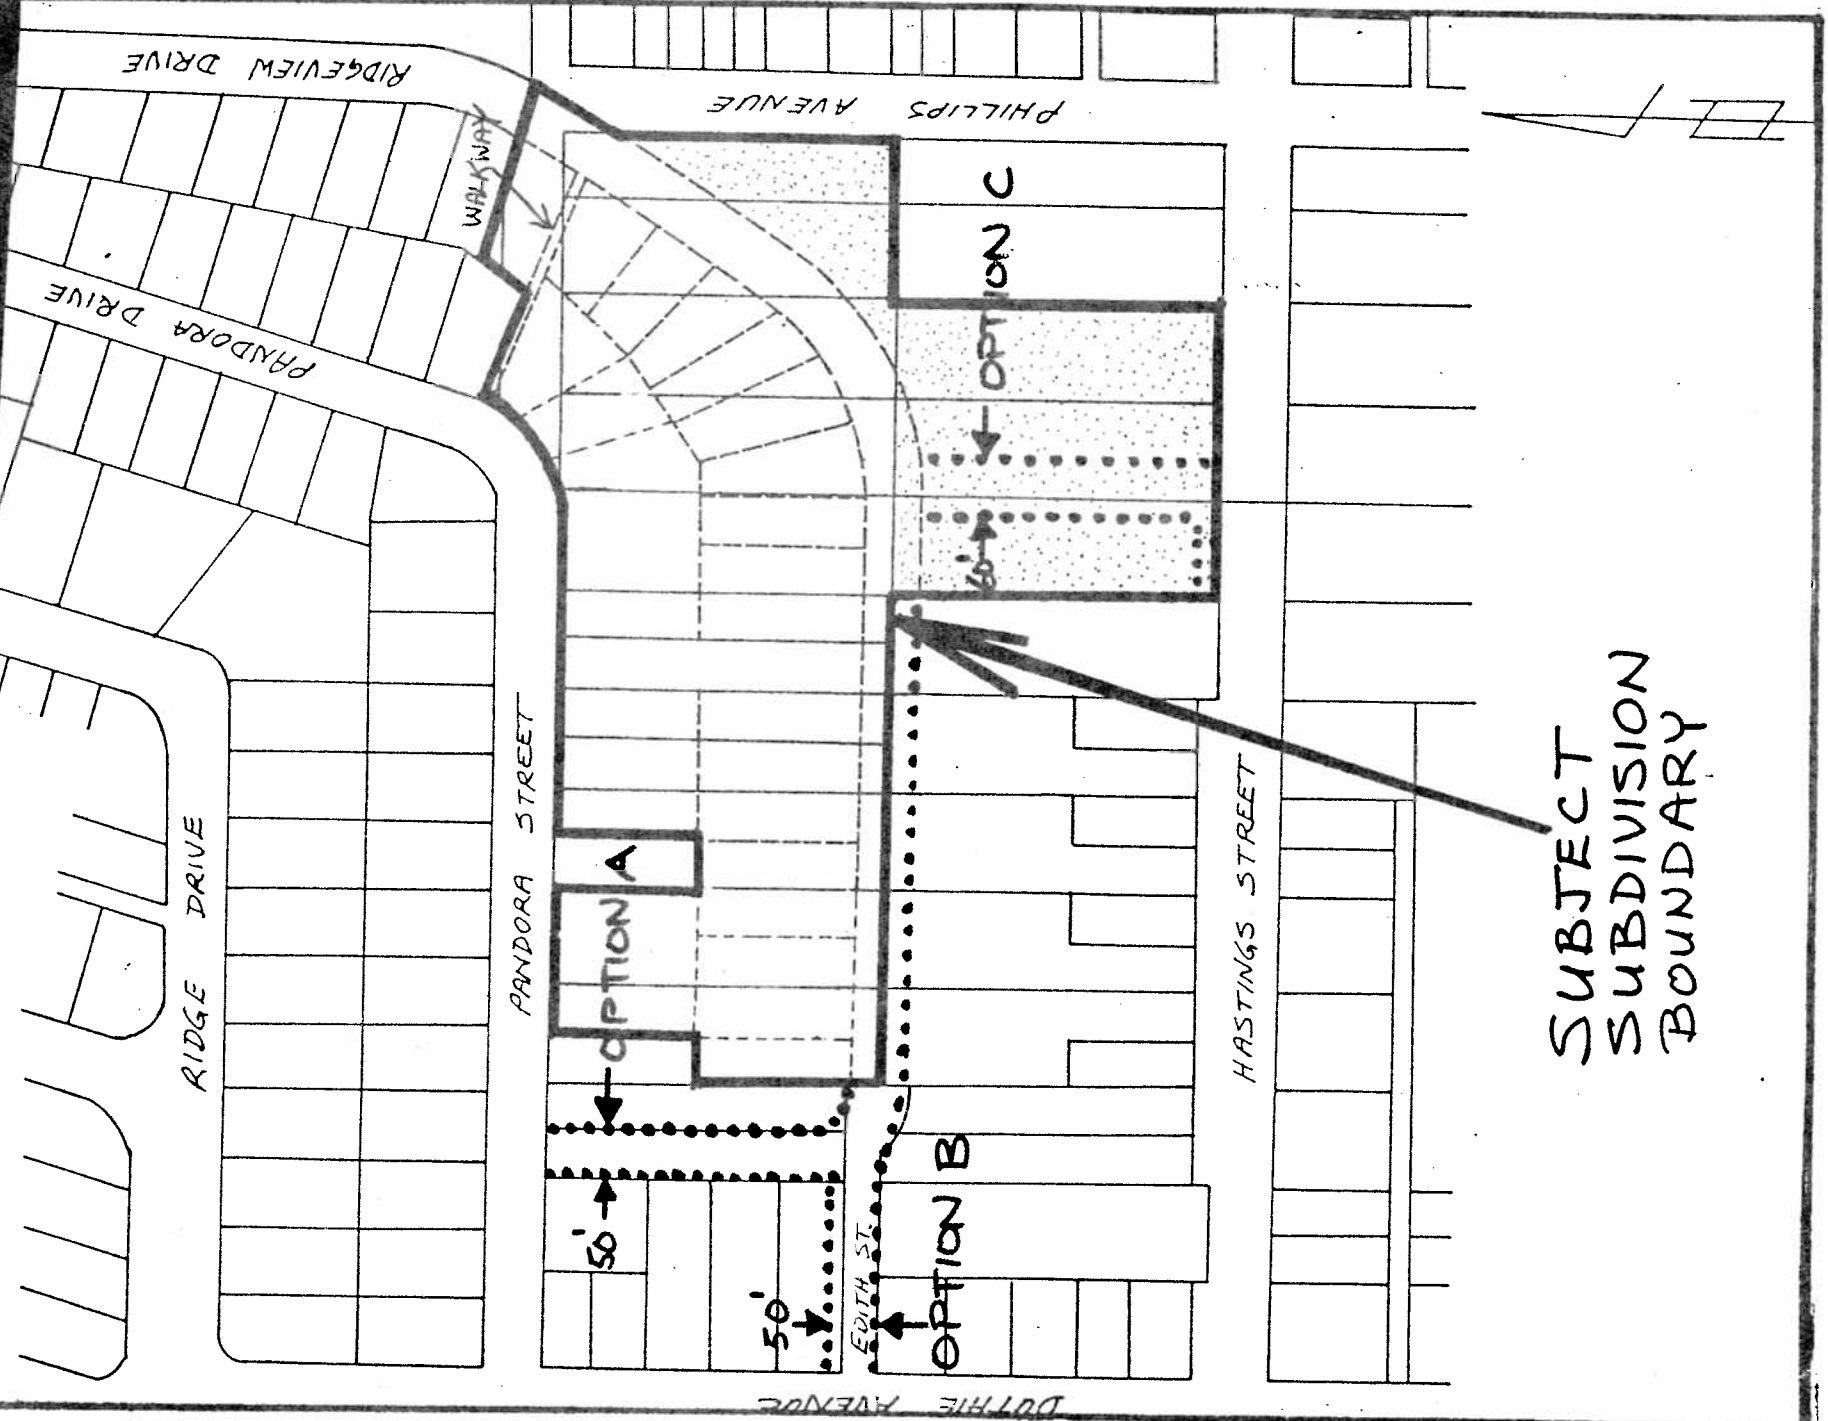 RIDGEVIEW DRIVE
PHILLIPS AVENUE
WALKWAY
PANDORA DRIVE
OPTION C
60'
N
RIDGE DRIVE
PANDORA STREET
OPTION A
50'
HASTINGS STREET
SUBJECT
SUBDIVISION
BOUNDARY
50'
EDITH ST.
OPTION B
DUTHIE AVENUE